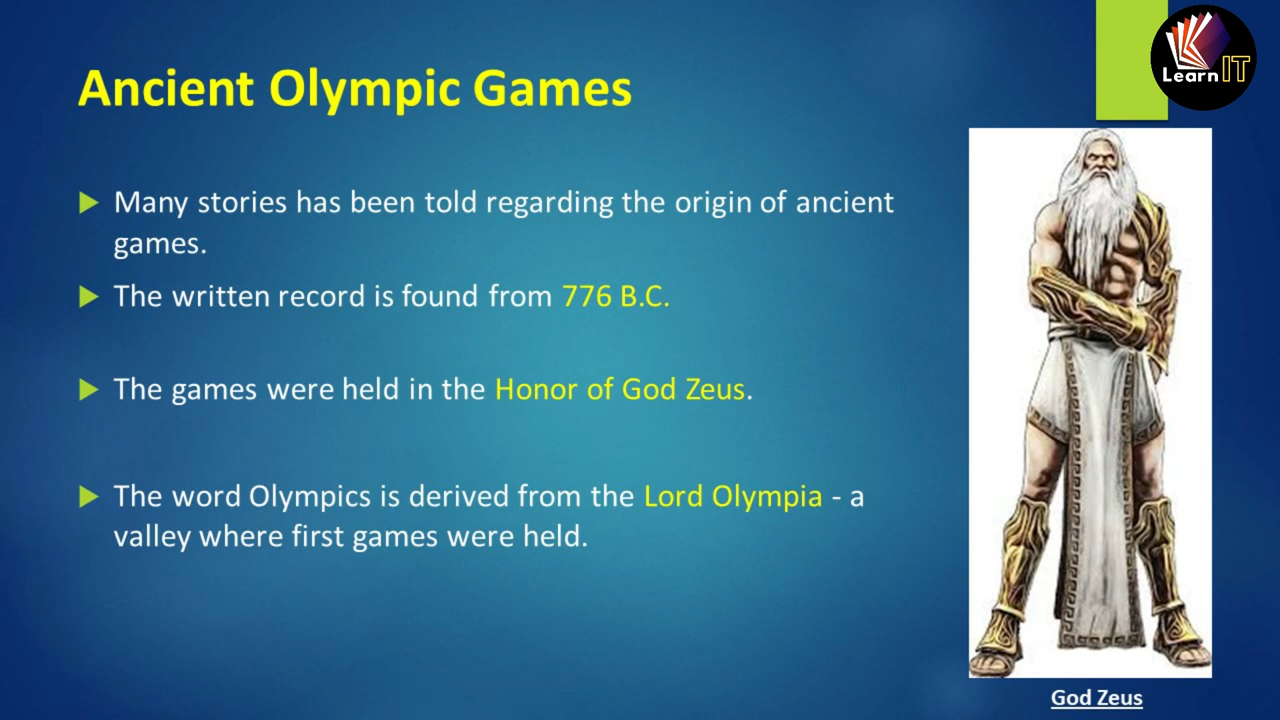 Learn IT
Ancient Olympic Games
Many stories has been told regarding the origin of ancient
games.
The written record is found from 776 B.C.
The games were held in the Honor of God Zeus.
The word Olympics is derived from the Lord Olympia - a
valley where first games were held.
God Zeus